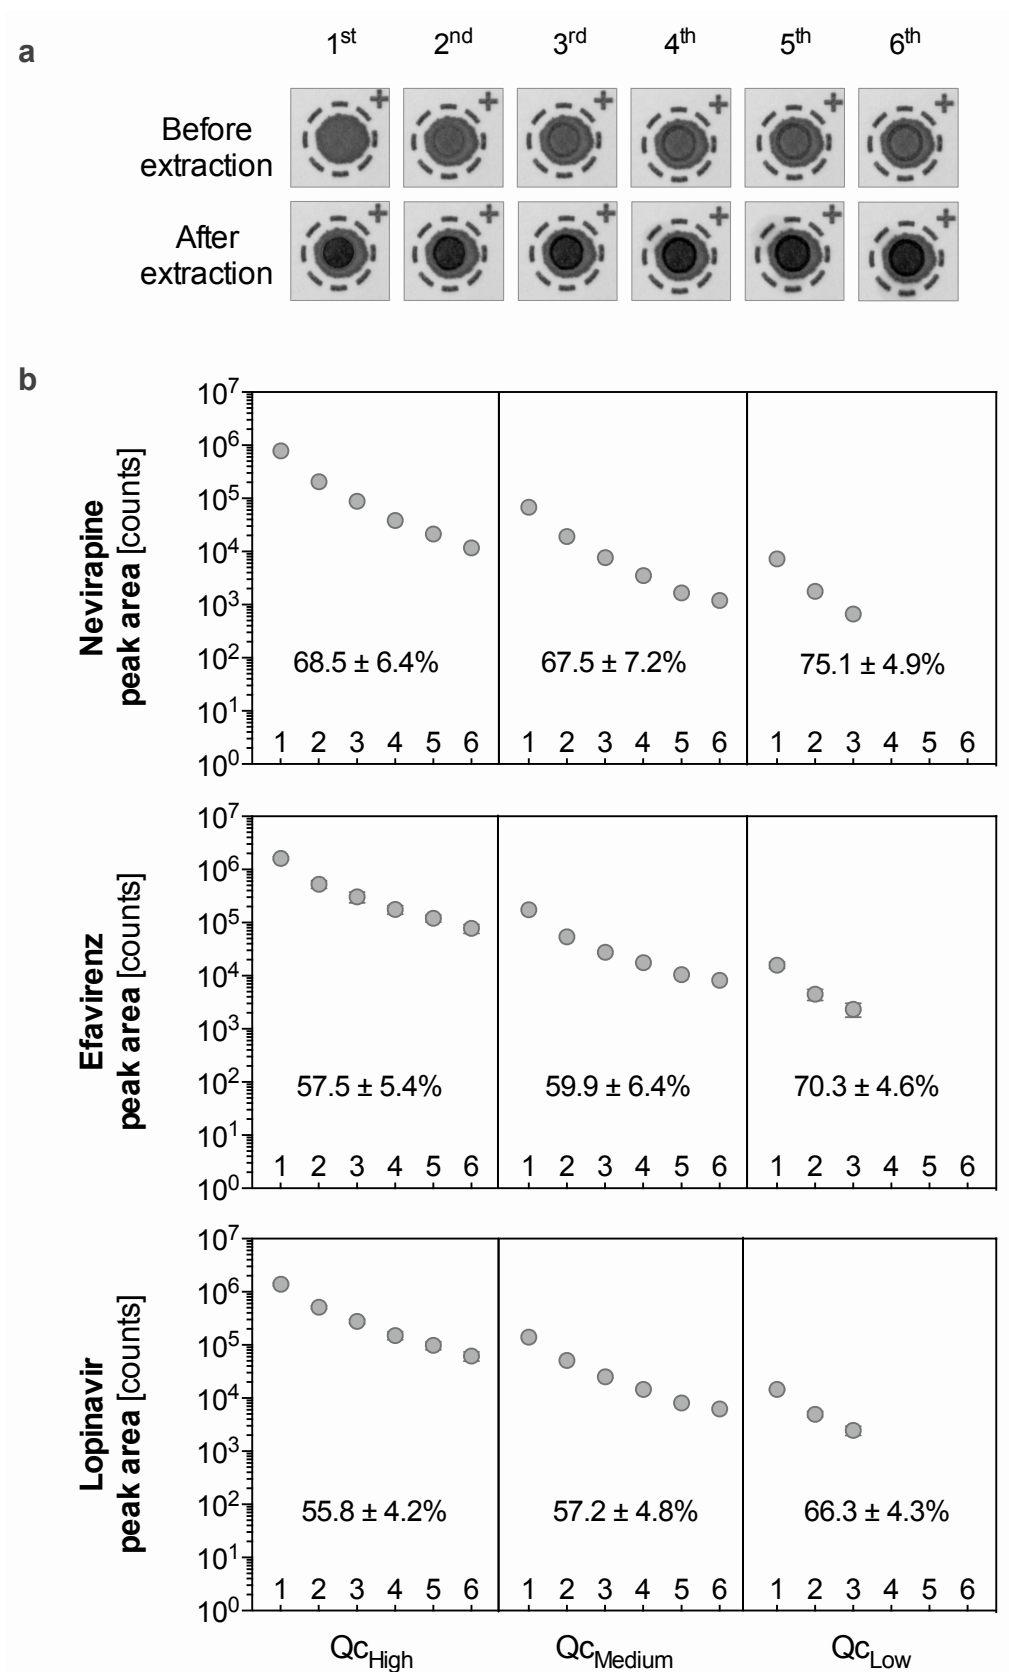 a
1st 2nd 3rd 4th 5th 6th
Before
extraction
After
extraction
b
Nevirapine
peak area [counts]
10^7
10^6
10^5
10^4
10^3
10^2
10^1
10^0
68.5 ± 6.4% 67.5 ± 7.2% 75.1 ± 4.9%
1 2 3 4 5 6 1 2 3 4 5 6 1 2 3 4 5 6
Efavirenz
peak area [counts]
10^7
10^6
10^5
10^4
10^3
10^2
10^1
10^0
57.5 ± 5.4% 59.9 ± 6.4% 70.3 ± 4.6%
1 2 3 4 5 6 1 2 3 4 5 6 1 2 3 4 5 6
Lopinavir
peak area [counts]
10^7
10^6
10^5
10^4
10^3
10^2
10^1
10^0
55.8 ± 4.2% 57.2 ± 4.8% 66.3 ± 4.3%
1 2 3 4 5 6 1 2 3 4 5 6 1 2 3 4 5 6
Qc_High Qc_Medium Qc_Low